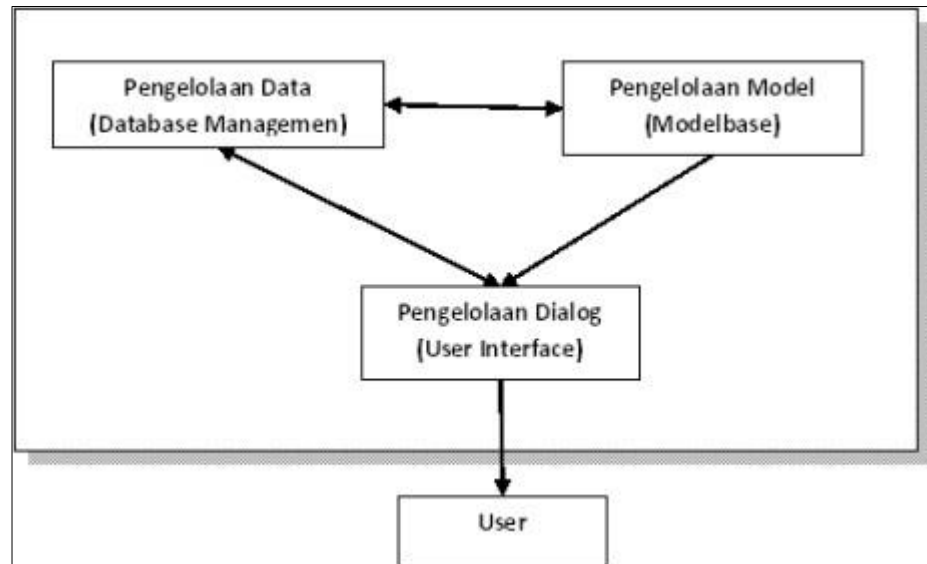 Pengelolaan Data
(Database Managemen)
Pengelolaan Model
(Modelbase)
Pengelolaan Dialog
(User Interface)
User